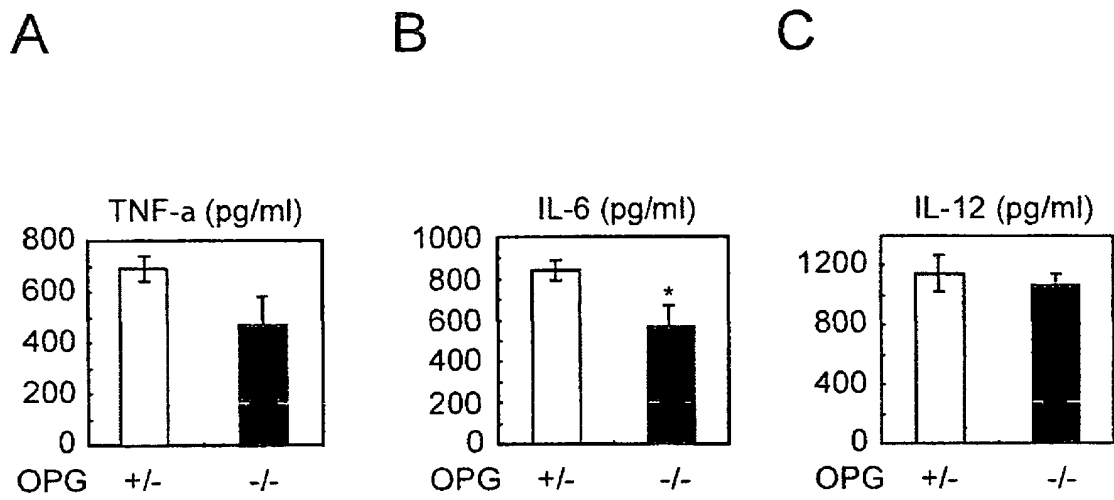 A
B
C
TNF-a (pg/ml)
800
600
400
200
0
OPG +/- -/-
IL-6 (pg/ml)
1000
800
600
400
200
0
*
OPG +/- -/-
IL-12 (pg/ml)
1200
800
400
0
OPG +/- -/-